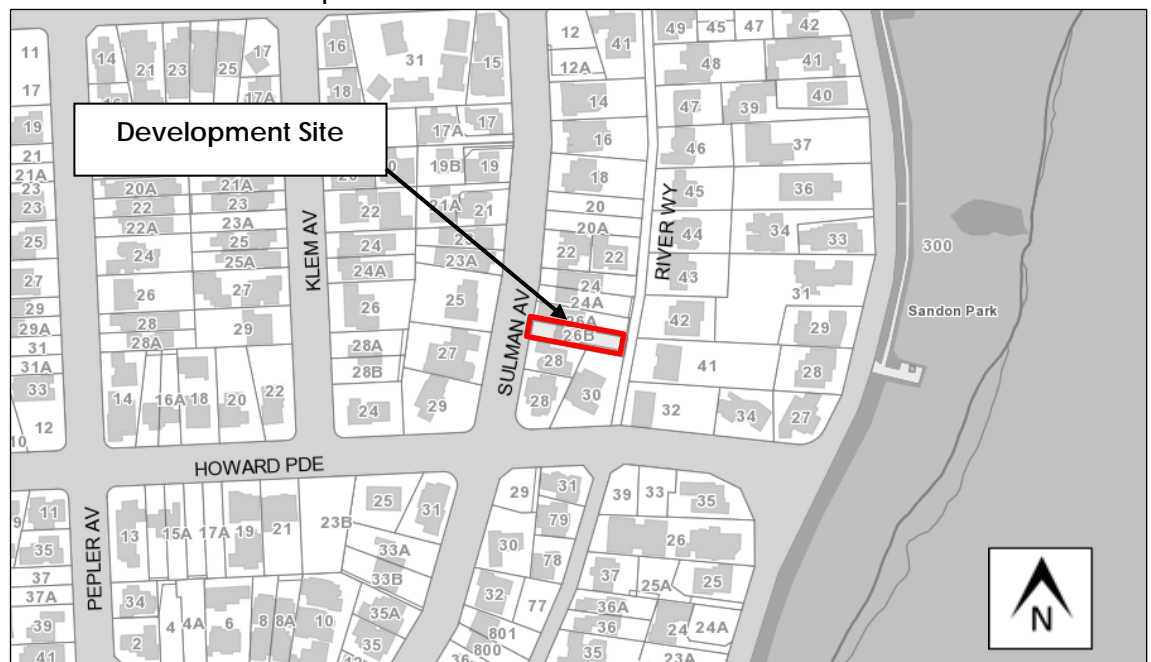 11
14
21
23
25
17
16
31
15
12
41
49
45
47
42
12A
48
41
17
18
17A
14
47
39
40
19
Development Site
17A
17
16
46
37
21
21A
19B
19
18
45
36
23
20A
21A
20
23
22
23
22
21A
21
20A
44
34
33
300
22A
23A
23
22
22
25
24
25
24
23A
24
43
31
25A
24A
24A
Sandon Park
27
26
27
26
25
26A
42
29
29
28
29
26B
29A
28A
28A
27
28
41
28
31
28B
31A
33
14
16A
18
20
22
24
29
28
30
32
34
27
12
10
KLEM AV
SULMAN AV
RIVER WY
HOWARD PDE
PEPLER AV
11
13
15A
17A
19
21
23B
25
31
29
31
39
33
35
9
79
35
33A
30
78
26
37
33B
37
25A
25
37A
34
32
77
36A
39
2
4
4A
6
8
8A
10
35A
801
36
24
24A
41
35
800
36
35
23A
N